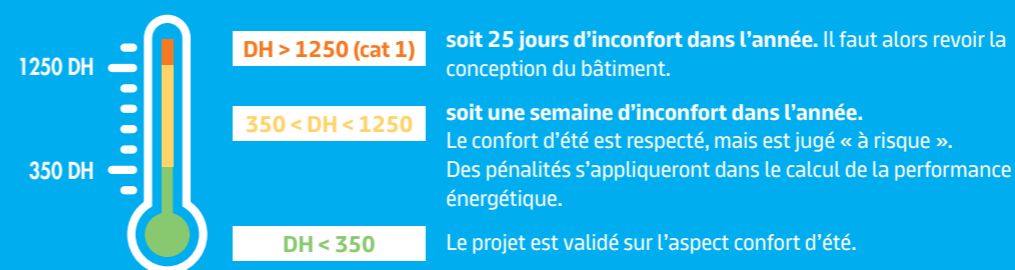 DH > 1250 (cat 1)
soit 25 jours d’inconfort dans l’année. Il faut alors revoir la
conception du bâtiment.
1250 DH
350 < DH < 1250
soit une semaine d’inconfort dans l’année.
Le confort d’été est respecté, mais est jugé « à risque ».
Des pénalités s’appliqueront dans le calcul de la performance
énergétique.
350 DH
DH < 350
Le projet est validé sur l’aspect confort d’été.